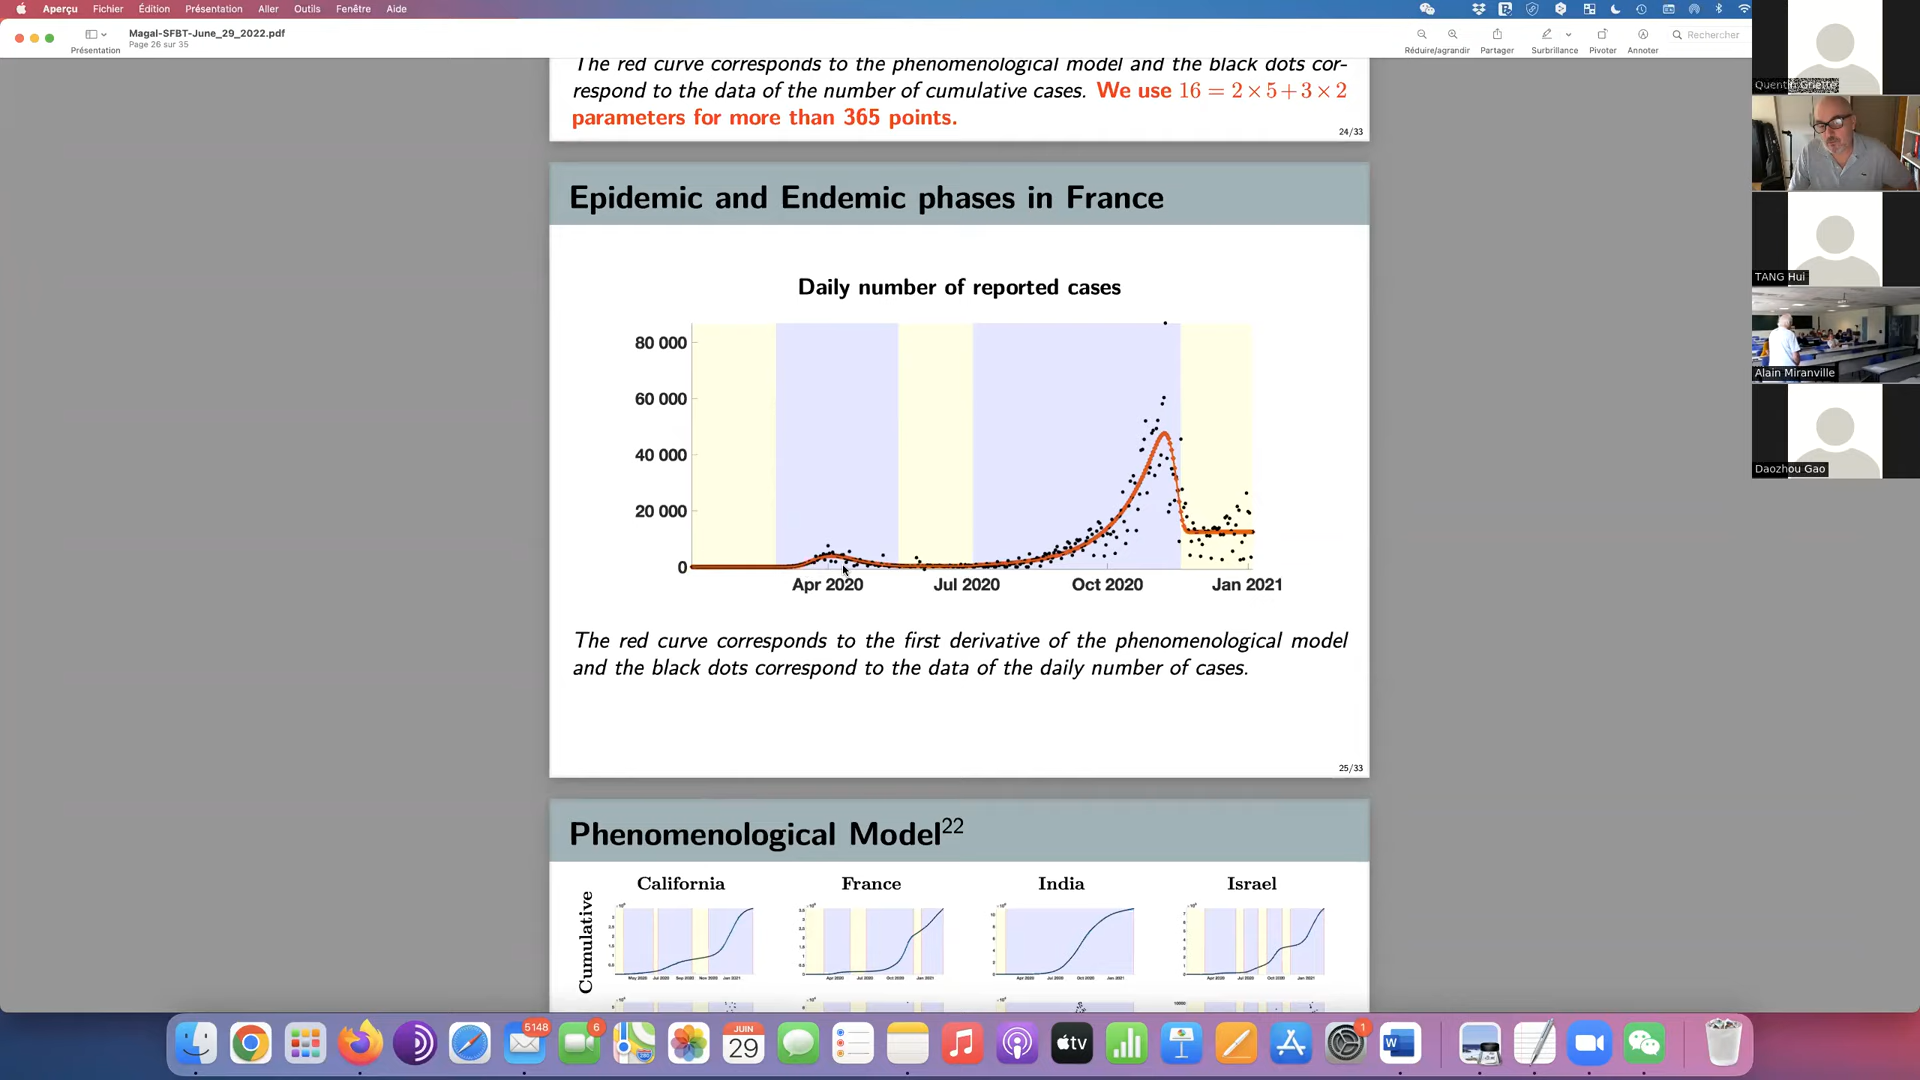 Aperçu Fichier Édition Présentation Aller Outils Fenêtre Aide
Magal-SFBT-June_29_2022.pdf
Page 26 sur 35
Présentation
Réduire/agrandir Partager Surbrillance Pivoter Annoter
Rechercher
The red curve corresponds to the phenomenological model and the black dots cor-
respond to the data of the number of cumulative cases. We use 16 = 2 × 5 + 3 × 2
parameters for more than 365 points.
24/33
Epidemic and Endemic phases in France
Daily number of reported cases
80 000
60 000
40 000
20 000
0
Apr 2020 Jul 2020 Oct 2020 Jan 2021
The red curve corresponds to the first derivative of the phenomenological model
and the black dots correspond to the data of the daily number of cases.
25/33
Phenomenological Model22
California France India Israel
Cumulative
TANG Hui
Alain Miranville
Daozhou Gao
5148
6
JUIN
29
tv
1
W